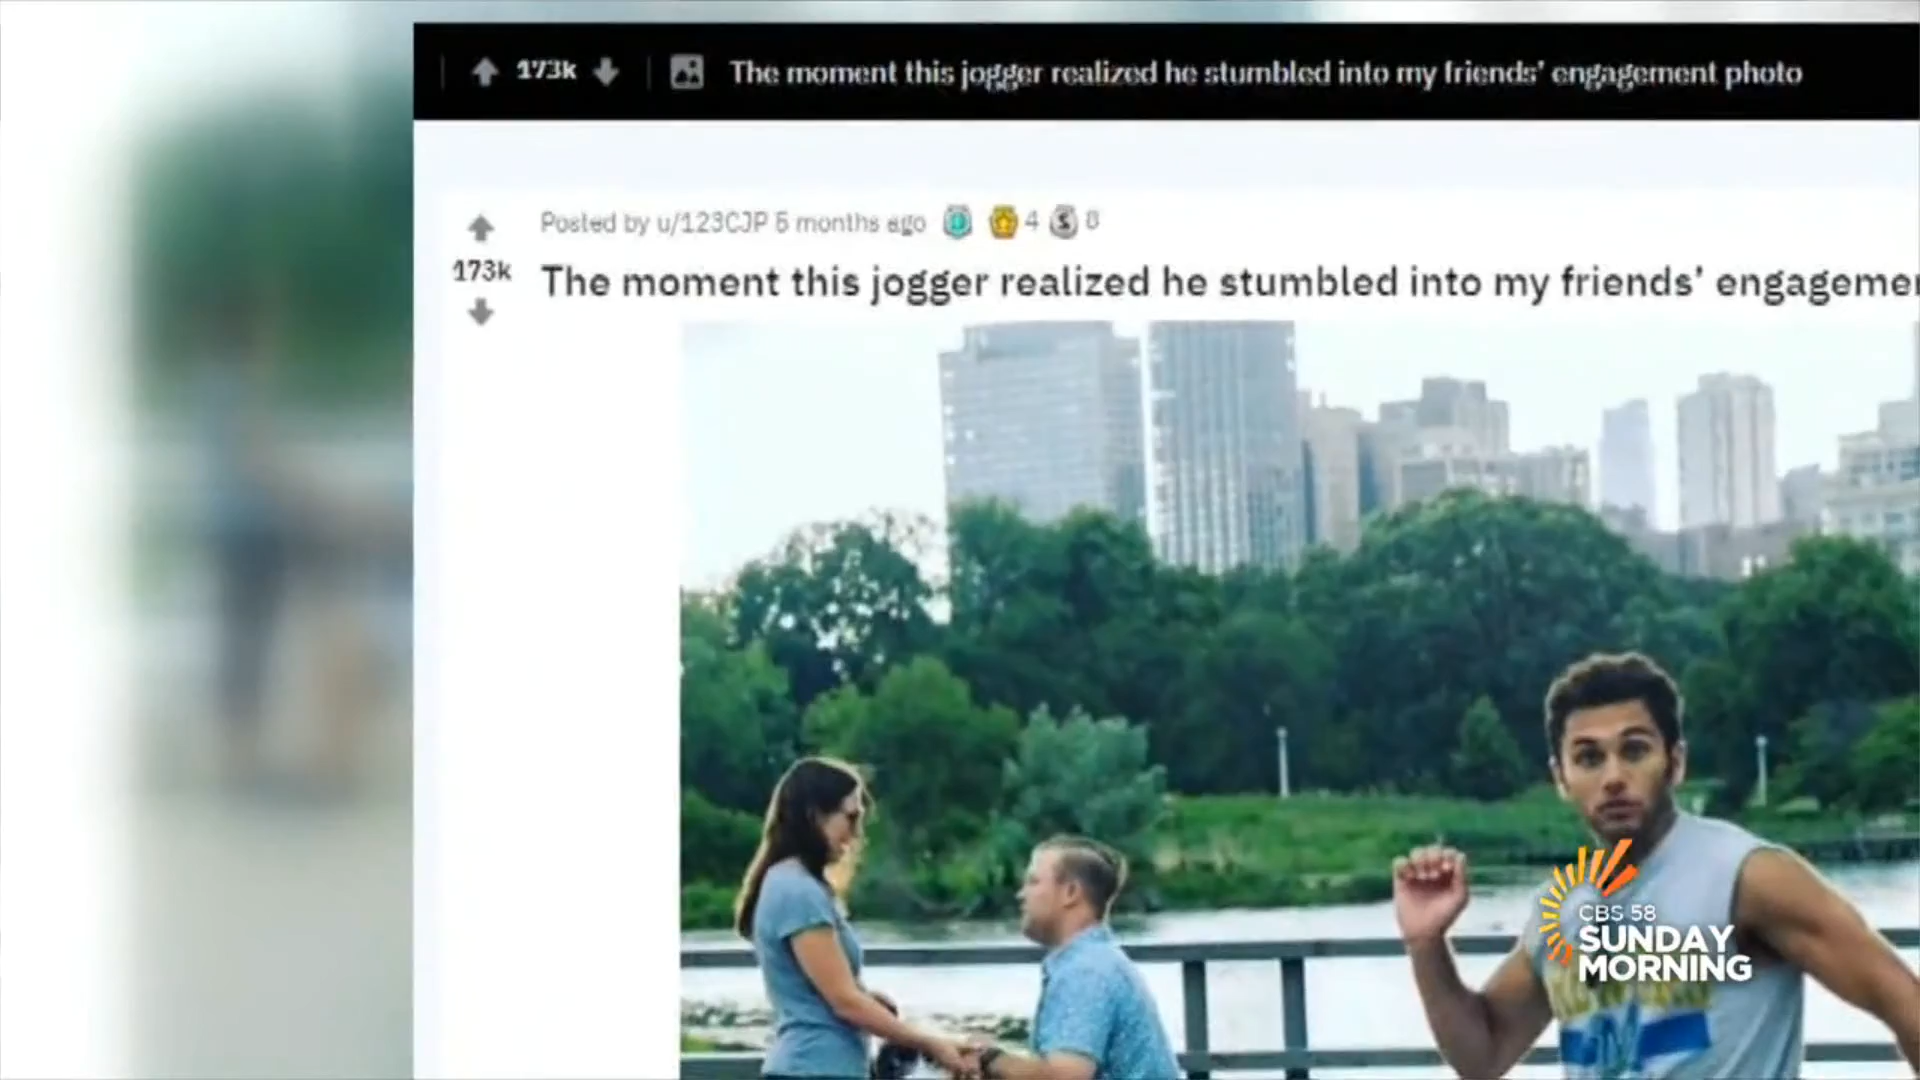 173k The moment this jogger realized he stumbled into my friends' engagement photo
Posted by u/123CJP 5 months ago 4 8
173k
The moment this jogger realized he stumbled into my friends' engagemen
CBS 58
SUNDAY
MORNING